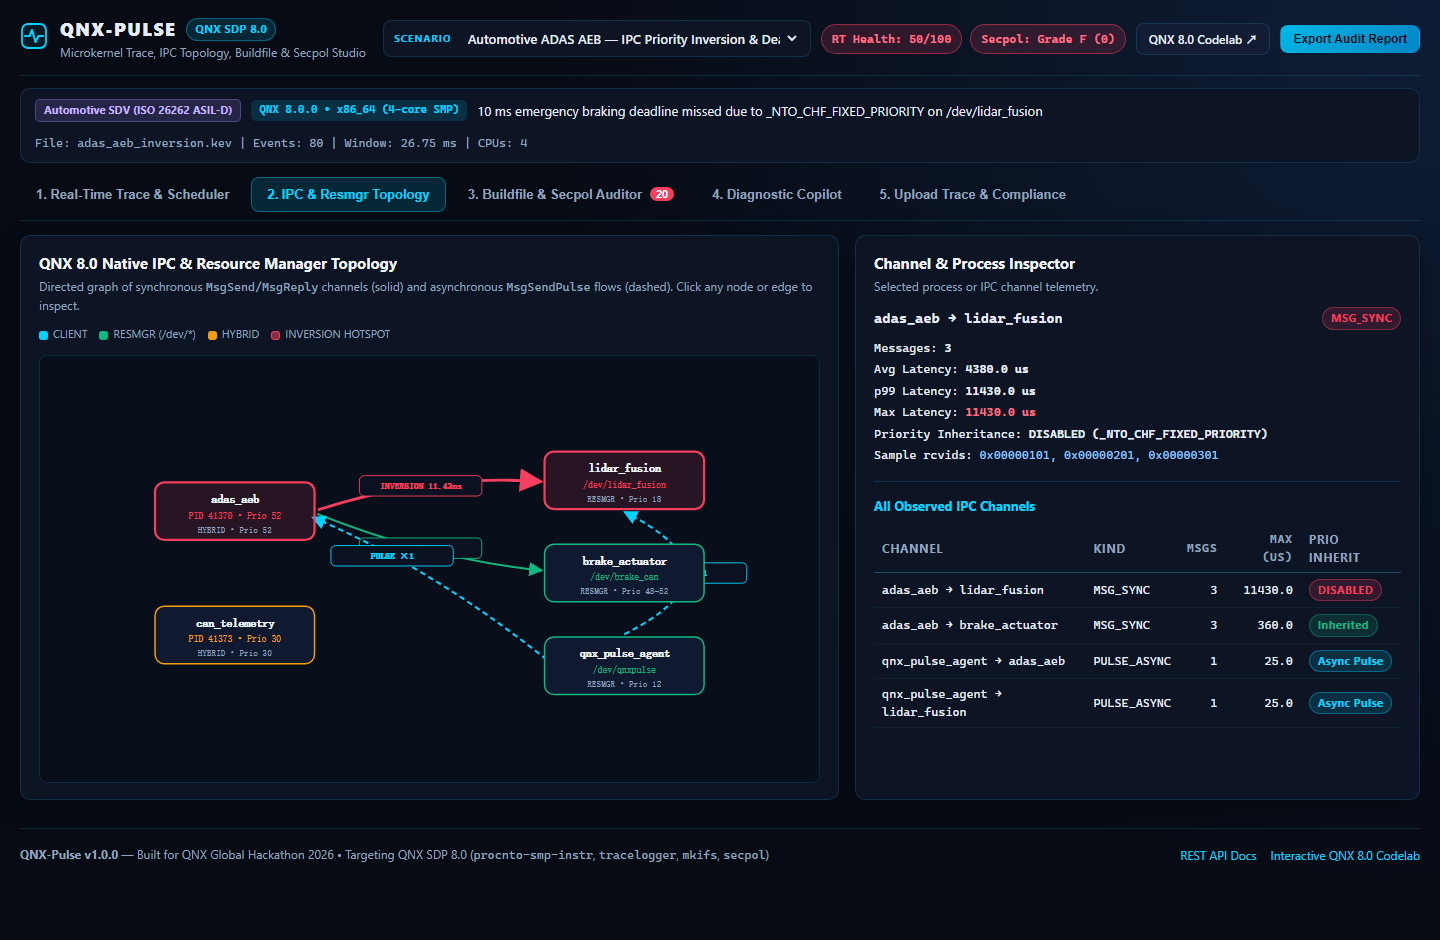 QNX-PULSE
QNX SDP 8.0
Microkernel Trace, IPC Topology, Buildfile & Secpol Studio
SCENARIO
Automotive ADAS AEB — IPC Priority Inversion & Dea
RT Health: 50/100
Secpol: Grade F (0)
QNX 8.0 Codelab ↗
Export Audit Report
Automotive SDV (ISO 26262 ASIL-D)
QNX 8.0.0 • x86_64 (4-core SMP)
10 ms emergency braking deadline missed due to _NTO_CHF_FIXED_PRIORITY on /dev/lidar_fusion
File: adas_aeb_inversion.kev | Events: 80 | Window: 26.75 ms | CPUs: 4
1. Real-Time Trace & Scheduler
2. IPC & Resmgr Topology
3. Buildfile & Secpol Auditor 20
4. Diagnostic Copilot
5. Upload Trace & Compliance
QNX 8.0 Native IPC & Resource Manager Topology
Directed graph of synchronous MsgSend/MsgReply channels (solid) and asynchronous MsgSendPulse flows (dashed). Click any node or edge to
inspect.
CLIENT
RESMGR (/dev/*)
HYBRID
INVERSION HOTSPOT
adas_aeb
PID 41370 • Prio 52
HYBRID • Prio 52
INVERSION 11.43ms
lidar_fusion
/dev/lidar_fusion
RESMGR • Prio 18
PULSE ×1
brake_actuator
/dev/brake_can
RESMGR • Prio 48-52
can_telemetry
PID 41373 • Prio 30
HYBRID • Prio 30
qnx_pulse_agent
/dev/qnxpulse
RESMGR • Prio 12
Channel & Process Inspector
Selected process or IPC channel telemetry.
adas_aeb → lidar_fusion
MSG_SYNC
Messages: 3
Avg Latency: 4380.0 us
p99 Latency: 11430.0 us
Max Latency: 11430.0 us
Priority Inheritance: DISABLED (_NTO_CHF_FIXED_PRIORITY)
Sample rcvids: 0x00000101, 0x00000201, 0x00000301
All Observed IPC Channels
CHANNEL KIND MSGS MAX (US) PRIO INHERIT
adas_aeb → lidar_fusion MSG_SYNC 3 11430.0 DISABLED
adas_aeb → brake_actuator MSG_SYNC 3 360.0 Inherited
qnx_pulse_agent → adas_aeb PULSE_ASYNC 1 25.0 Async Pulse
qnx_pulse_agent → lidar_fusion PULSE_ASYNC 1 25.0 Async Pulse
QNX-Pulse v1.0.0 — Built for QNX Global Hackathon 2026 • Targeting QNX SDP 8.0 (procnto-smp-instr, tracelogger, mkifs, secpol)
REST API Docs
Interactive QNX 8.0 Codelab